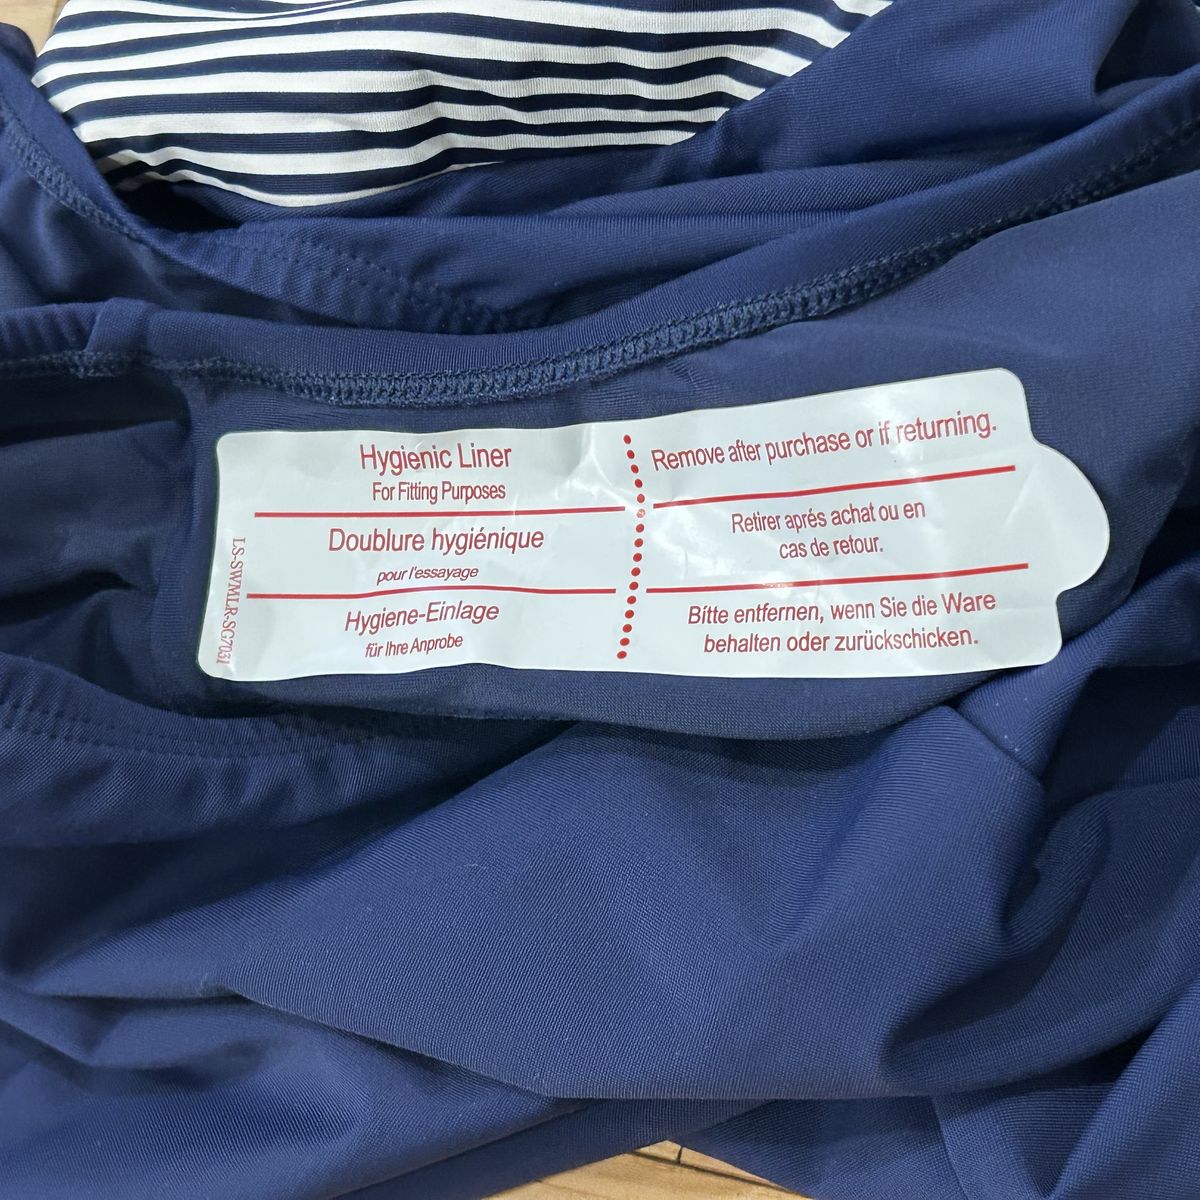 Hygienic Liner
For Fitting Purposes
Doublure hygiénique
pour l'essayage
Hygiene-Einlage
für Ihre Anprobe
LS-SWMLR-SG7031
Remove after purchase or if returning.
Retirer aprés achat ou en
cas de retour.
Bitte entfernen, wenn Sie die Ware
behalten oder zurückschicken.